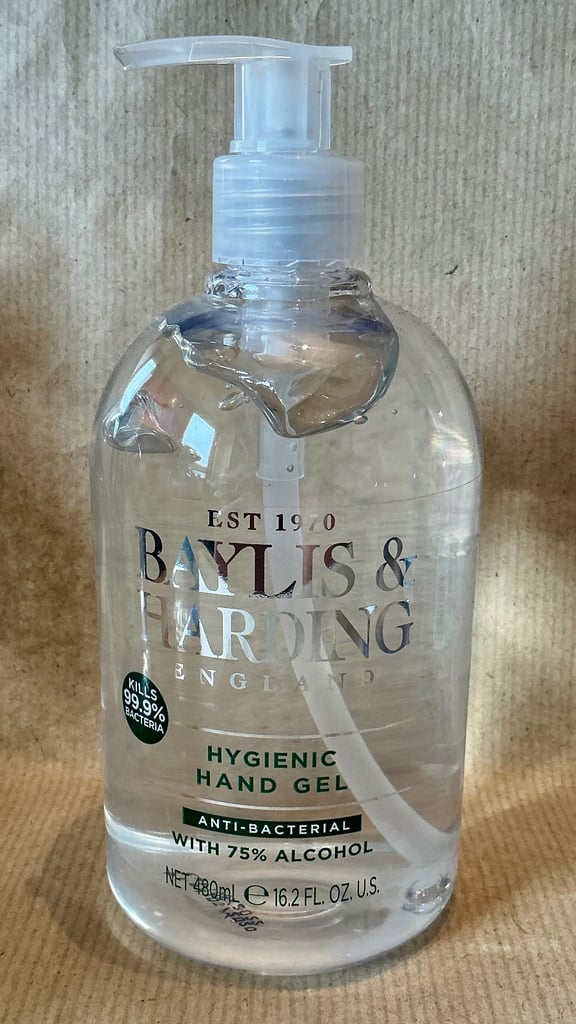 EST 1970
BAYLIS &
HARDING
ENGLAND
KILLS
99.9%
BACTERIA
HYGIENIC
HAND GEL
ANTI-BACTERIAL
WITH 75% ALCOHOL
NET 480mL ℮ 16.2 FL. OZ. U.S.